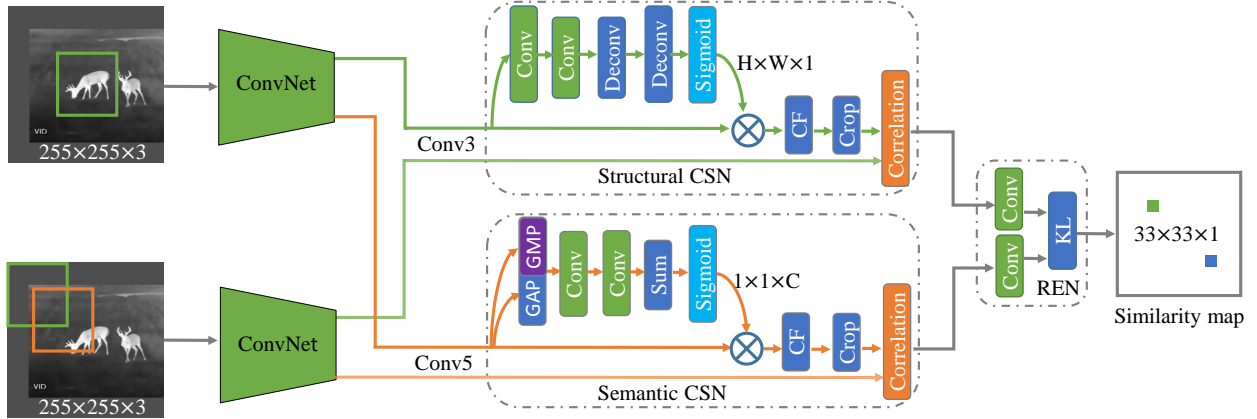 VID
255×255×3
ConvNet
Conv3
Conv
Conv
Deconv
Deconv
Sigmoid
H×W×1
CF
Crop
Correlation
Structural CSN
VID
255×255×3
ConvNet
Conv5
GMP
GAP
Conv
Conv
Sum
Sigmoid
1×1×C
CF
Crop
Correlation
Semantic CSN
Conv
Conv
KL
REN
33×33×1
Similarity map